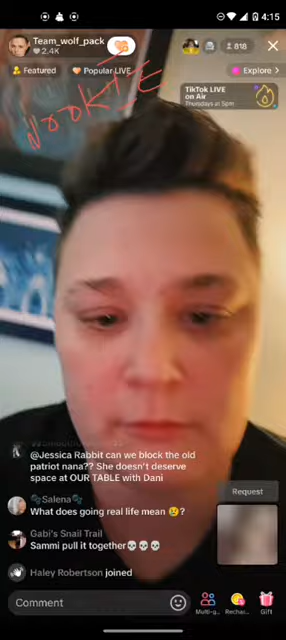 4:15
Team_wolf_pack
2.4K
818
Featured
Popular LIVE
Explore >
TikTok LIVE
on Air
Thursdays at 5pm
@Jessica Rabbit can we block the old
patriot nana?? She doesn't deserve
space at OUR TABLE with Dani
Request
Salena
What does going real life mean 😢?
Gabi's Snail Trail
Sammi pull it together💀💀💀
Haley Robertson joined
Comment
Multi-g...
Rechar...
Gift